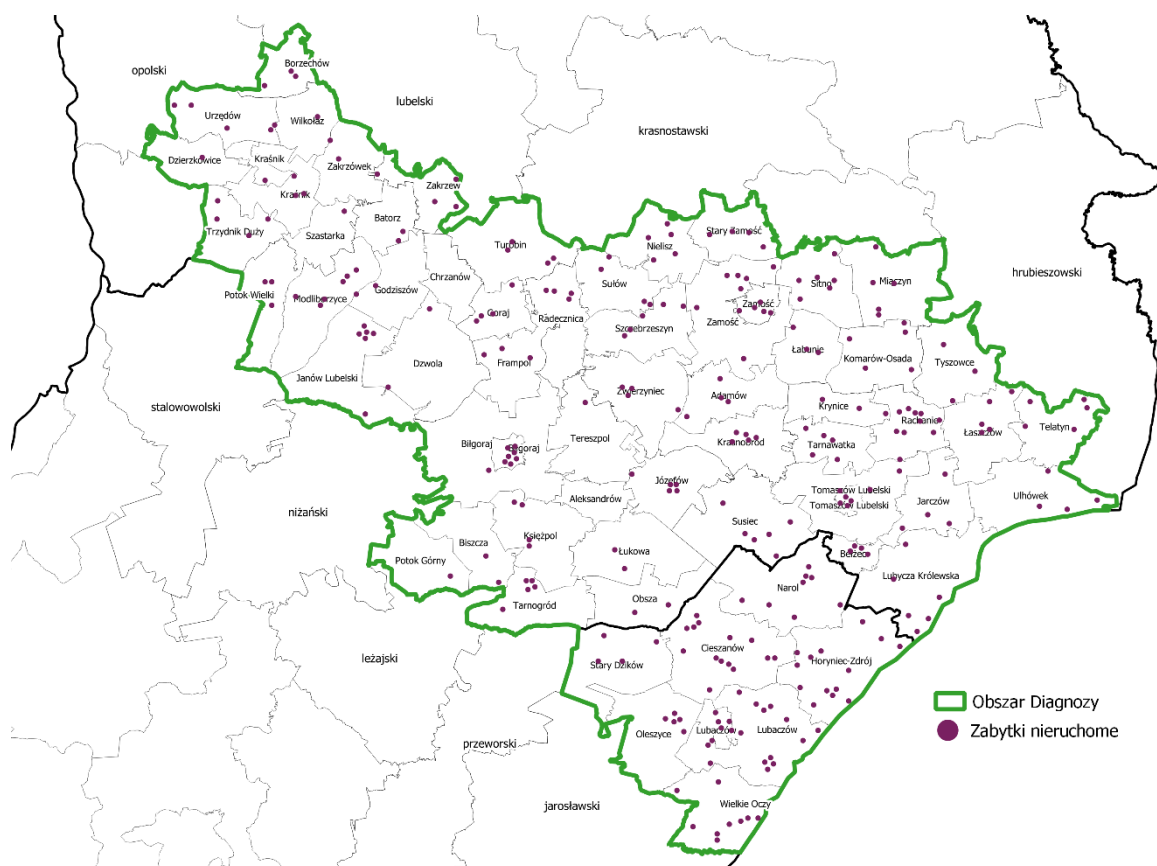 Borzechów
opolski
lubelski
Urzędów
Wilkołaz
krasnostawski
Dzierzkowice
Kraśnik
Zakrzówek
Kraśnik
Zakrzew
Batorz
Trzydnik Duży
Szastarka
Turobin
Nielisz
Stary Zamość
hrubieszowski
Chrzanów
Potok Wielki
Modliborzyce
Godziszów
Sułów
Sitno
Miączyn
Goraj
Radecznica
Szczebrzeszyn
Zamość
Zamość
Łabunie
Komarów-Osada
Tyszowce
Janów Lubelski
Dzwola
Frampol
stalowowolski
Zwierzyniec
Adamów
Krynice
Rachanie
Łaszczów
Telatyn
Biłgoraj
Biłgoraj
Tereszpol
Krasnobród
Tarnawatka
Józefów
Tomaszów Lubelski
Tomaszów Lubelski
Jarczów
Ulhówek
niżański
Aleksandrów
Susiec
Księżpol
Biszcza
Potok Górny
Łukowa
Bełżec
Lubycza Królewska
Narol
Tarnogród
Obsza
leżajski
Cieszanów
Stary Dzików
Horyniec-Zdrój
Obszar Diagnozy
Zabytki nieruchome
Oleszyce
Lubaczów
Lubaczów
przeworski
jarosławski
Wielkie Oczy